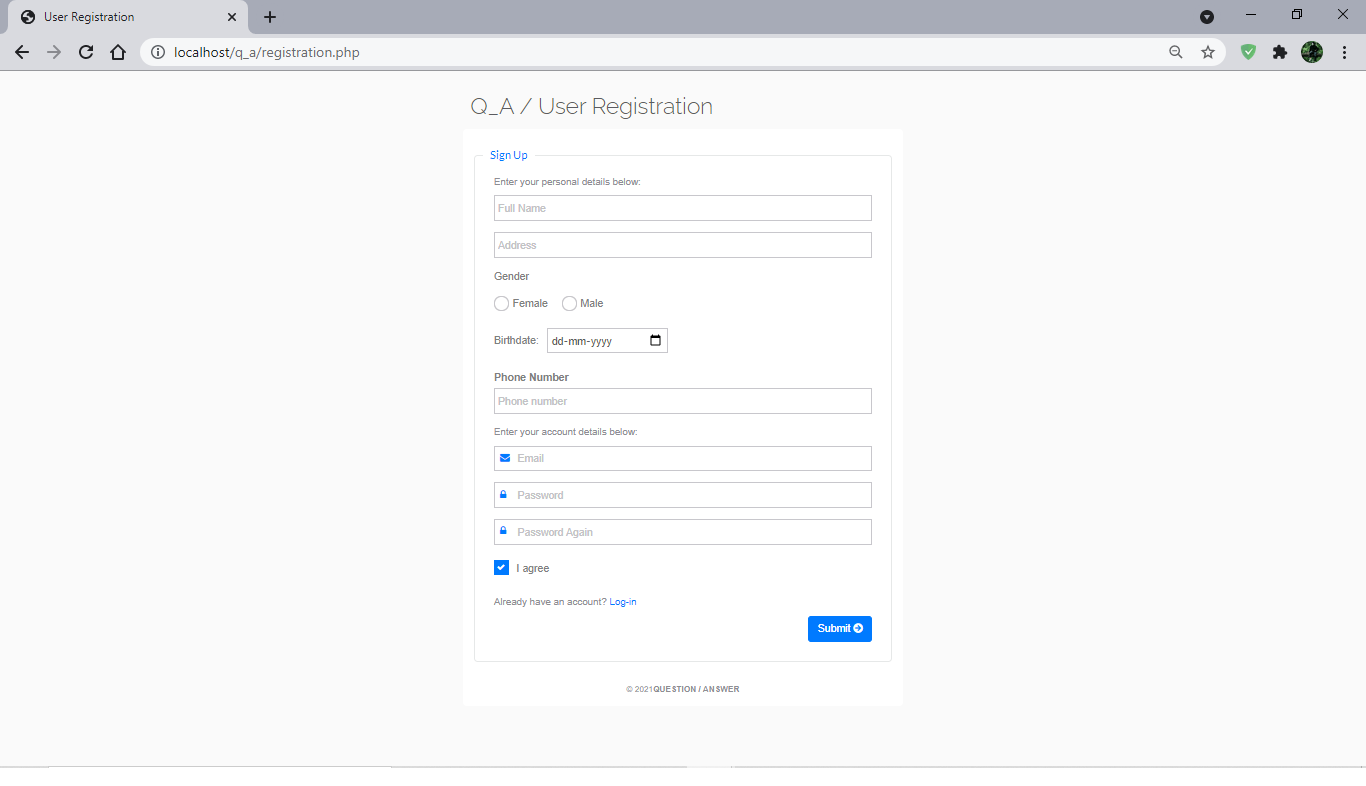 User Registration
localhost/q_a/registration.php
Q_A / User Registration
Sign Up
Enter your personal details below:
Full Name
Address
Gender
Female Male
Birthdate: dd-mm-yyyy
Phone Number
Phone number
Enter your account details below:
Email
Password
Password Again
I agree
Already have an account? Log-in
Submit
© 2021QUESTION / ANSWER